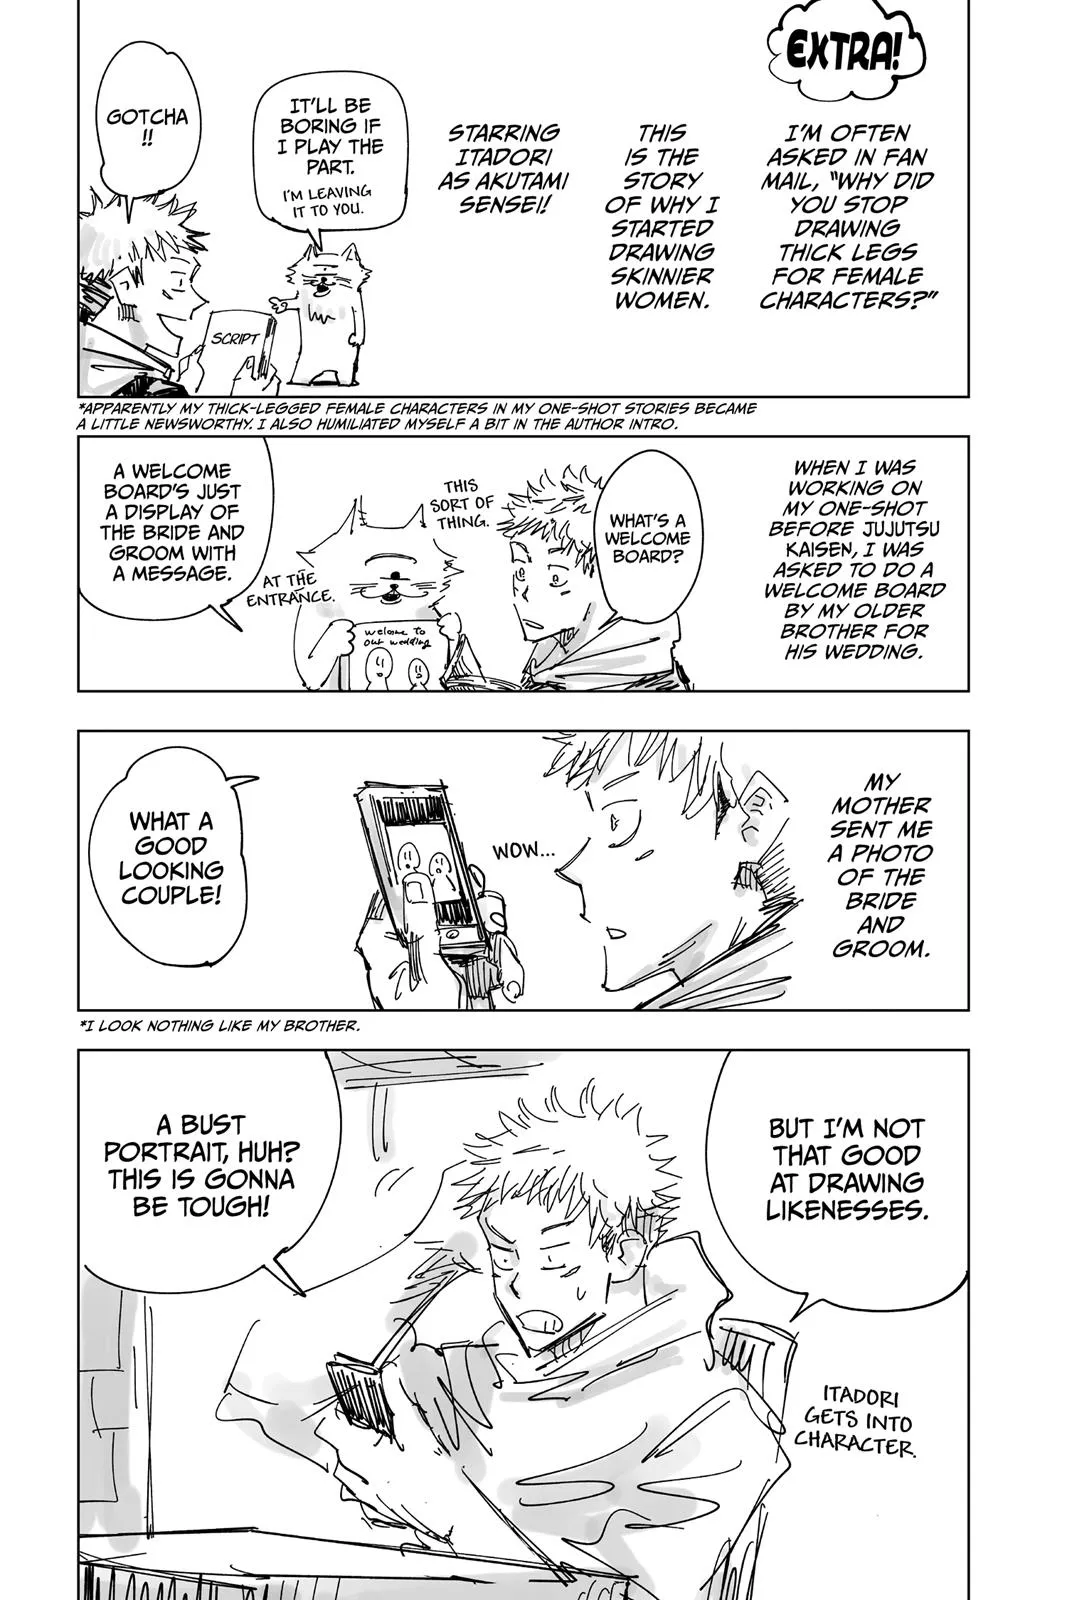 EXTRA!
I'M OFTEN
ASKED IN FAN
MAIL, "WHY DID
YOU STOP
DRAWING
THICK LEGS
FOR FEMALE
CHARACTERS?"
THIS
IS THE
STORY
OF WHY I
STARTED
DRAWING
SKINNIER
WOMEN.
STARRING
ITADORI
AS AKUTAMI
SENSEI!
IT'LL BE
BORING IF
I PLAY THE
PART.
I'M LEAVING
IT TO YOU.
GOTCHA
!!
SCRIPT
*APPARENTLY MY THICK-LEGGED FEMALE CHARACTERS IN MY ONE-SHOT STORIES BECAME
A LITTLE NEWSWORTHY. I ALSO HUMILIATED MYSELF A BIT IN THE AUTHOR INTRO.
WHEN I WAS
WORKING ON
MY ONE-SHOT
BEFORE JUJUTSU
KAISEN, I WAS
ASKED TO DO A
WELCOME BOARD
BY MY OLDER
BROTHER FOR
HIS WEDDING.
WHAT'S A
WELCOME
BOARD?
THIS
SORT OF
THING.
welcome to
our wedding
AT THE
ENTRANCE.
A WELCOME
BOARD'S JUST
A DISPLAY OF
THE BRIDE AND
GROOM WITH
A MESSAGE.
MY
MOTHER
SENT ME
A PHOTO
OF THE
BRIDE
AND
GROOM.
WOW...
WHAT A
GOOD
LOOKING
COUPLE!
*I LOOK NOTHING LIKE MY BROTHER.
BUT I'M NOT
THAT GOOD
AT DRAWING
LIKENESSES.
A BUST
PORTRAIT, HUH?
THIS IS GONNA
BE TOUGH!
ITADORI
GETS INTO
CHARACTER.